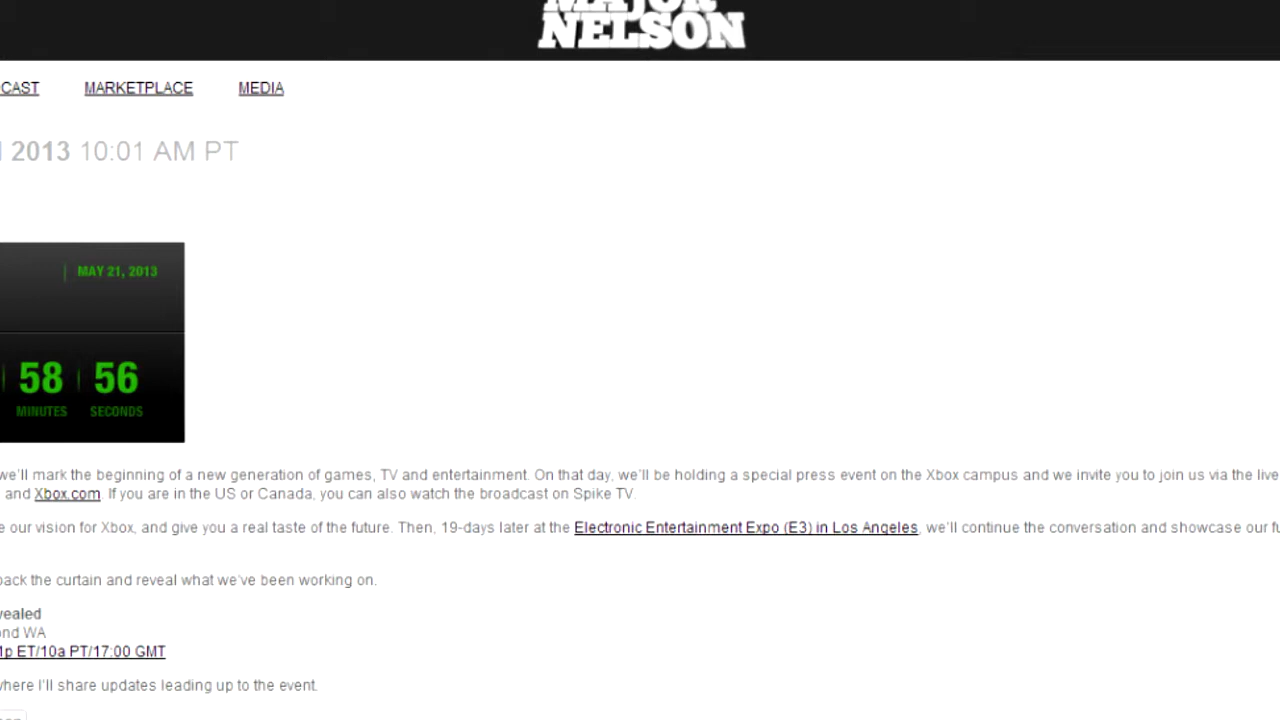 MAJOR
NELSON
CAST MARKETPLACE MEDIA
2013 10:01 AM PT
MAY 21, 2013
58 56
MINUTES SECONDS
we'll mark the beginning of a new generation of games, TV and entertainment. On that day, we'll be holding a special press event on the Xbox campus and we invite you to join us via the live
and Xbox.com. If you are in the US or Canada, you can also watch the broadcast on Spike TV.
e our vision for Xbox, and give you a real taste of the future. Then, 19-days later at the Electronic Entertainment Expo (E3) in Los Angeles, we'll continue the conversation and showcase our fu
back the curtain and reveal what we've been working on.
vealed
ond WA
1p ET/10a PT/17:00 GMT
where I'll share updates leading up to the event.